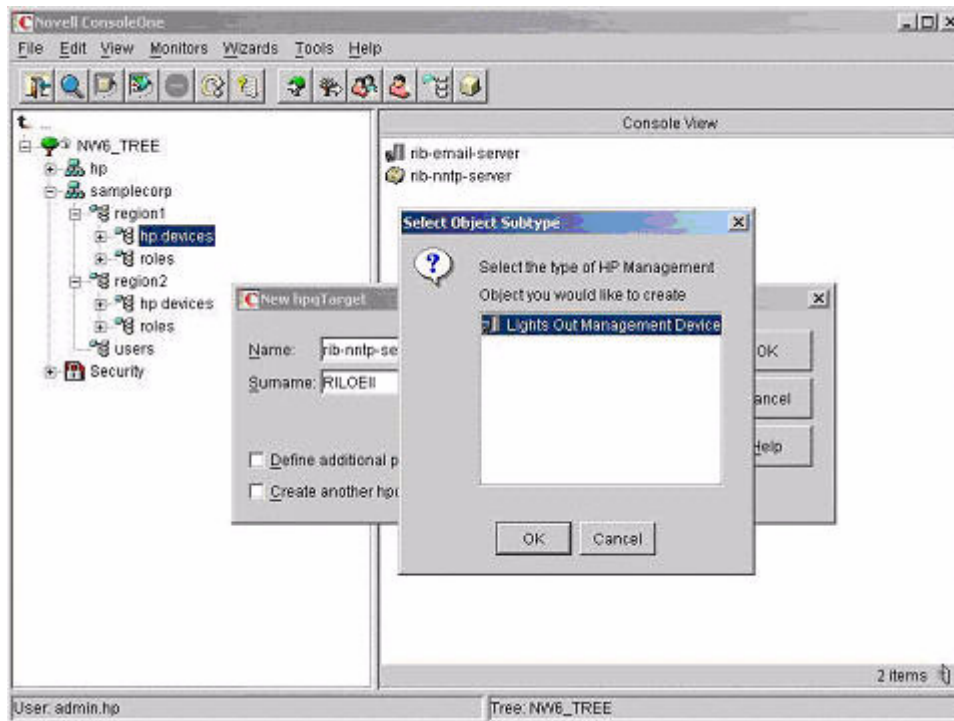 Novell ConsoleOne
File Edit View Monitors Wizards Tools Help
...
NW6_TREE
hp
samplecorp
region1
hp devices
roles
region2
hp devices
roles
users
Security
Console View
rib-email-server
rib-nntp-server
New hpqTarget
Name: rib-nntp-se
Surname: RILOEII
Define additional p
Create another hpq
OK
ancel
Help
Select Object Subtype
Select the type of HP Management
Object you would like to create
Lights Out Management Device
OK Cancel
2 items
User: admin.hp
Tree: NW6_TREE